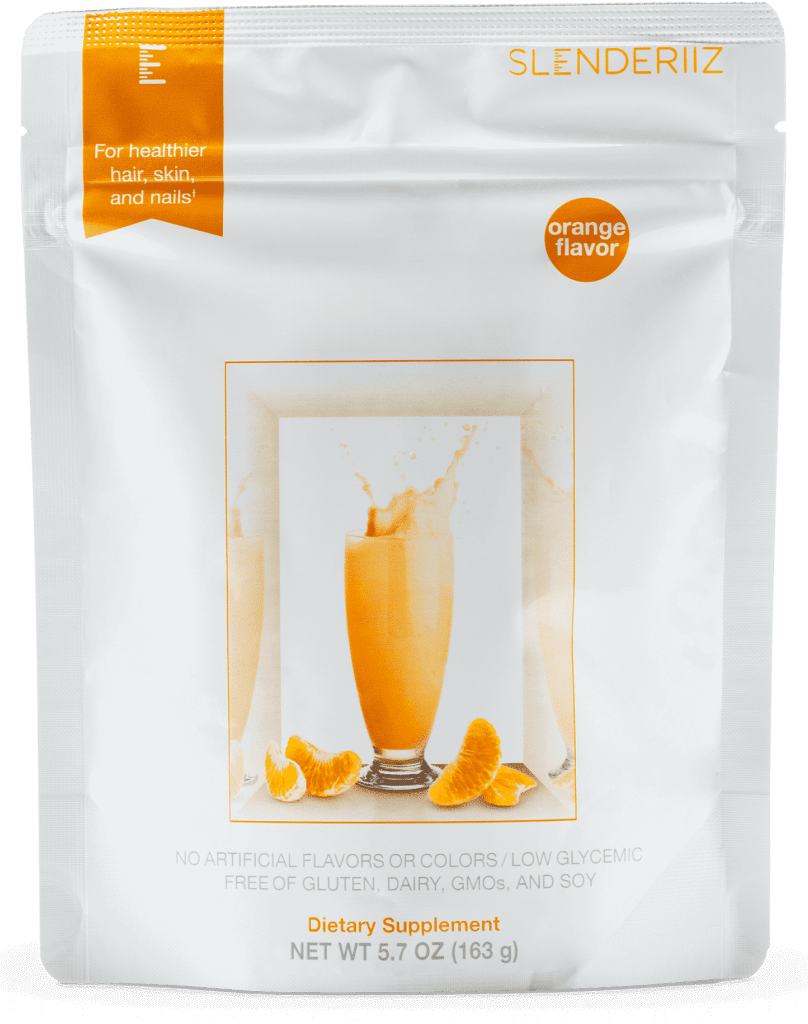 SLENDERIIZ
For healthier
hair, skin,
and nails†
orange
flavor
NO ARTIFICIAL FLAVORS OR COLORS / LOW GLYCEMIC
FREE OF GLUTEN, DAIRY, GMOs, AND SOY
Dietary Supplement
NET WT 5.7 OZ (163 g)